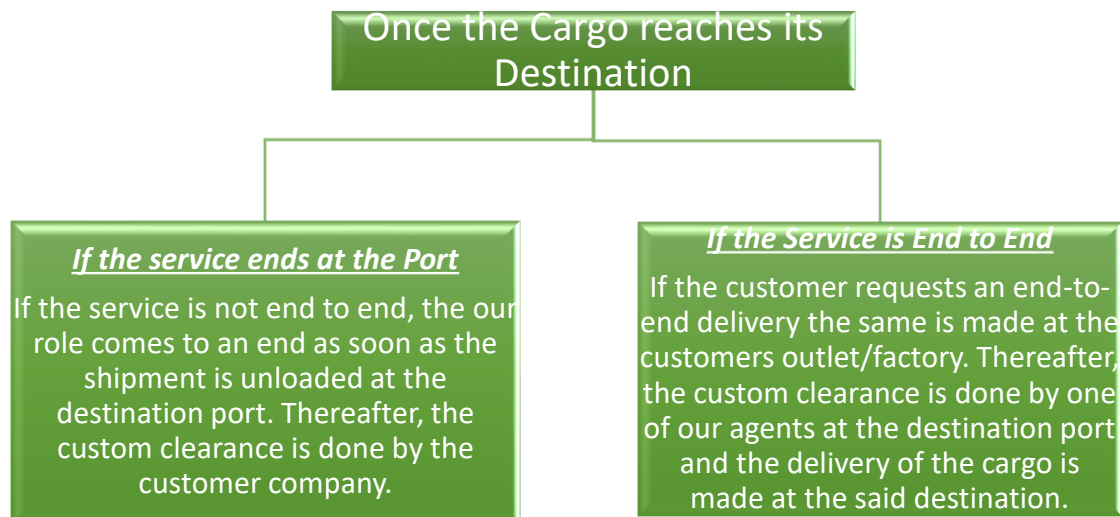 Once the Cargo reaches its
Destination
If the service ends at the Port
If the service is not end to end, the our
role comes to an end as soon as the
shipment is unloaded at the
destination port. Thereafter, the
custom clearance is done by the
customer company.
If the Service is End to End
If the customer requests an end-to-
end delivery the same is made at the
customers outlet/factory. Thereafter,
the custom clearance is done by one
of our agents at the destination port
and the delivery of the cargo is
made at the said destination.